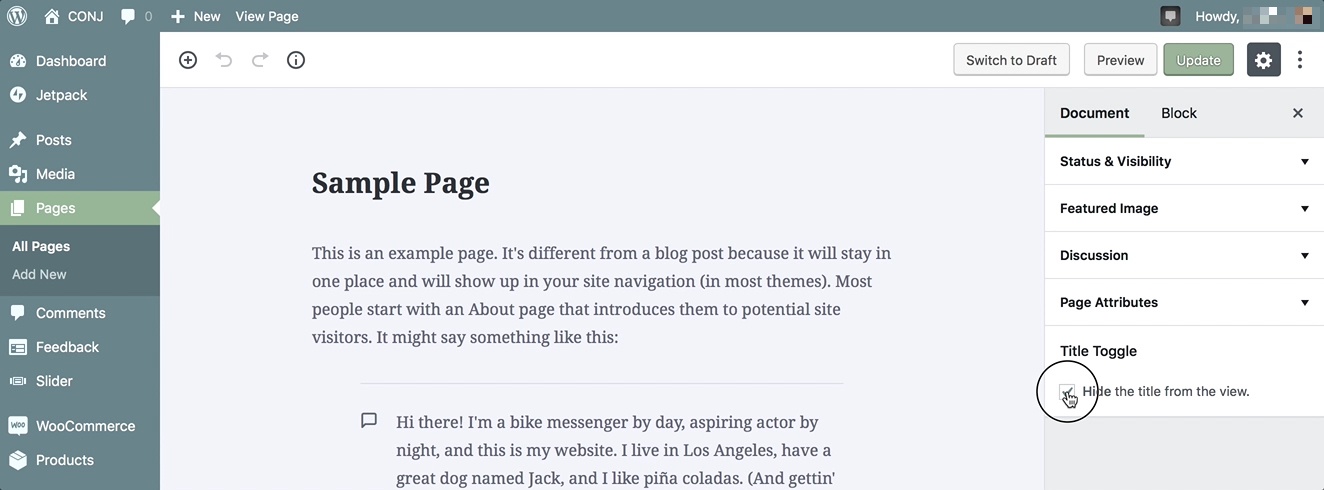 CONJ 0 New View Page Howdy,
Dashboard
Jetpack
Posts
Media
Pages
All Pages
Add New
Comments
Feedback
Slider
WooCommerce
Products
Switch to Draft Preview Update
Sample Page
This is an example page. It's different from a blog post because it will stay in
one place and will show up in your site navigation (in most themes). Most
people start with an About page that introduces them to potential site
visitors. It might say something like this:
Hi there! I'm a bike messenger by day, aspiring actor by
night, and this is my website. I live in Los Angeles, have a
great dog named Jack, and I like piña coladas. (And gettin'
Document Block
Status & Visibility
Featured Image
Discussion
Page Attributes
Title Toggle
Hide the title from the view.